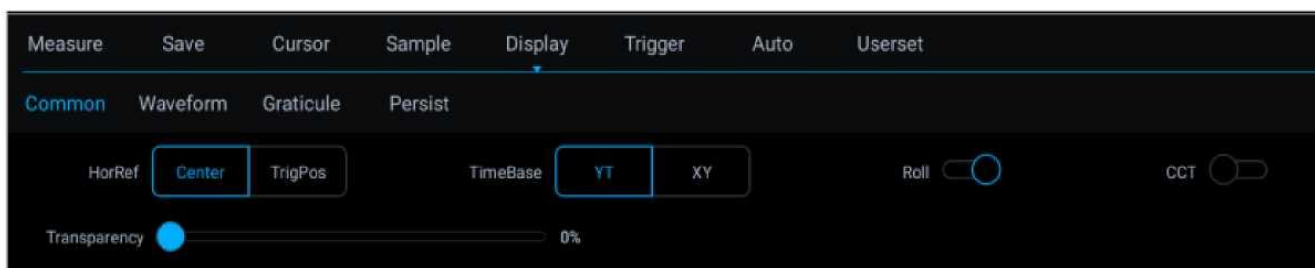 Measure Save Cursor Sample Display Trigger Auto Userset
Common Waveform Graticule Persist
HorRef Center TrigPos TimeBase YT XY Roll CCT
Transparency 0%